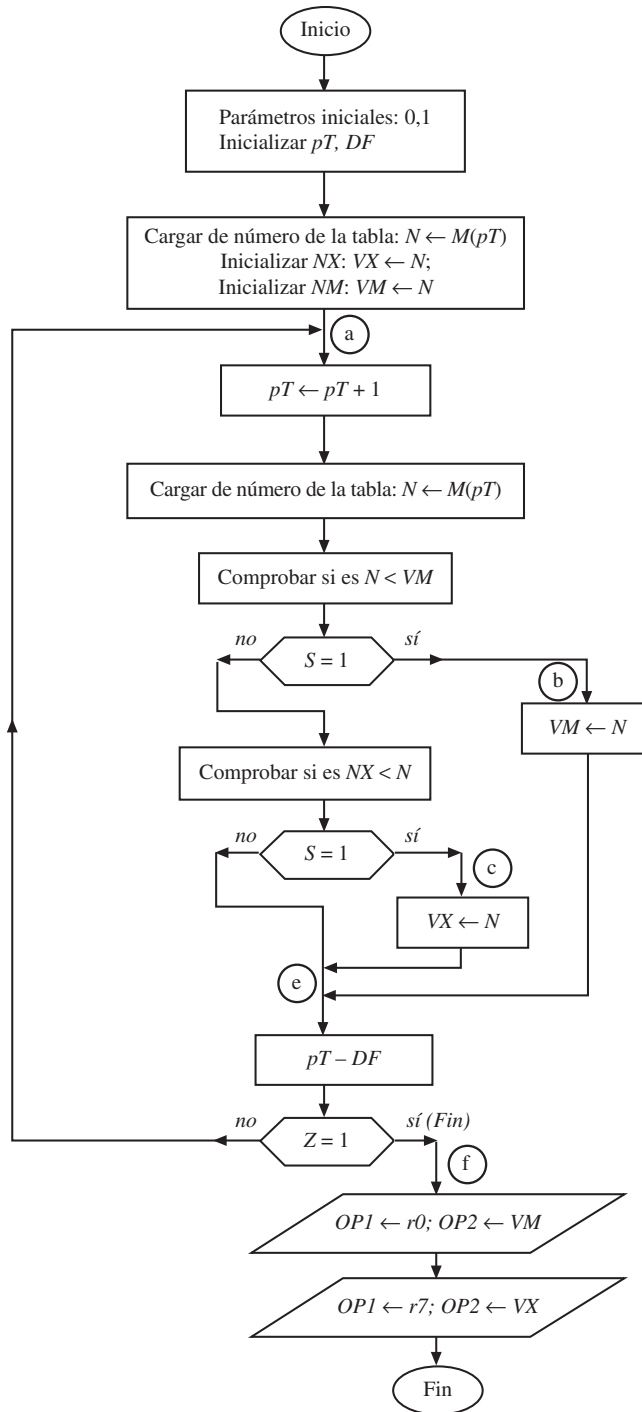 Inicio
Parámetros iniciales: 0,1
Inicializar pT, DF
Cargar de número de la tabla: N ← M(pT)
Inicializar NX: VX ← N;
Inicializar NM: VM ← N
a
pT ← pT + 1
Cargar de número de la tabla: N ← M(pT)
Comprobar si es N < VM
no
S = 1
sí
b
VM ← N
Comprobar si es NX < N
no
S = 1
sí
c
VX ← N
e
pT – DF
no
Z = 1
sí (Fin)
f
OP1 ← r0; OP2 ← VM
OP1 ← r7; OP2 ← VX
Fin